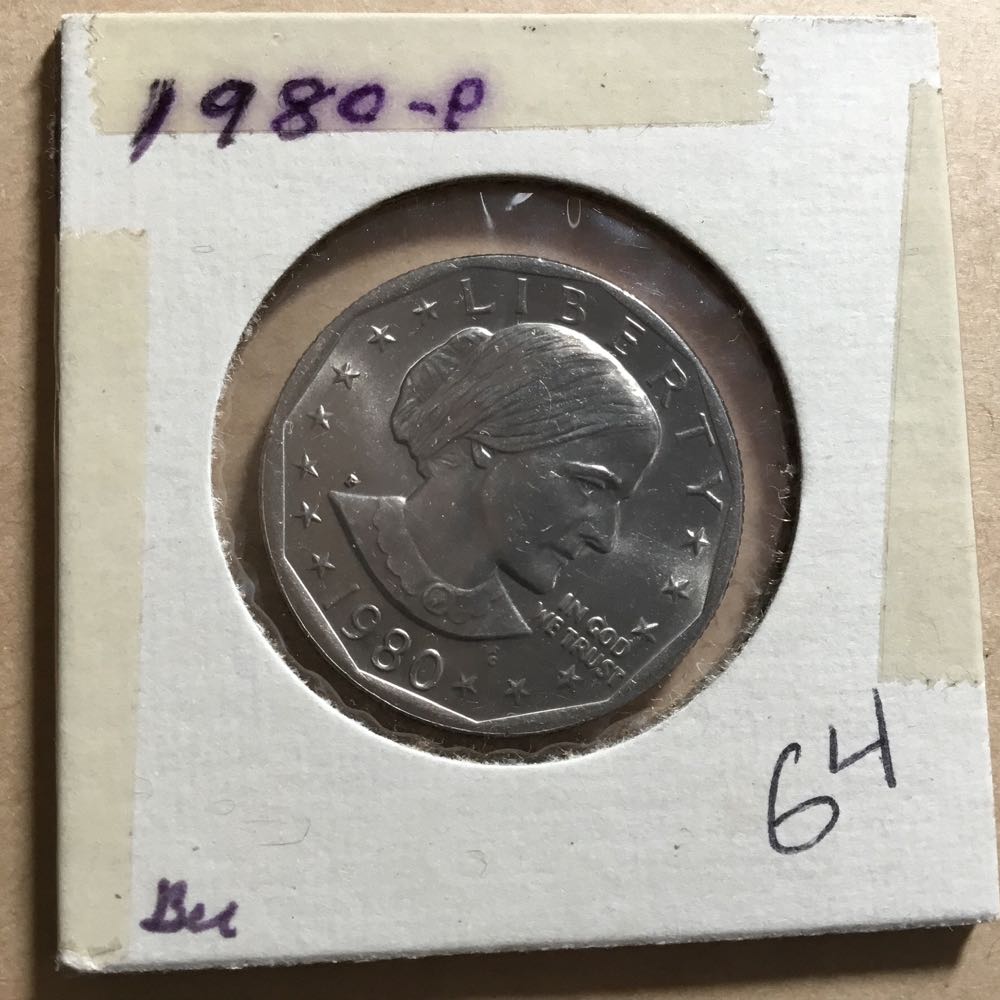 1980-P
LIBERTY
P
IN GOD
WE TRUST
1980
64
Bu